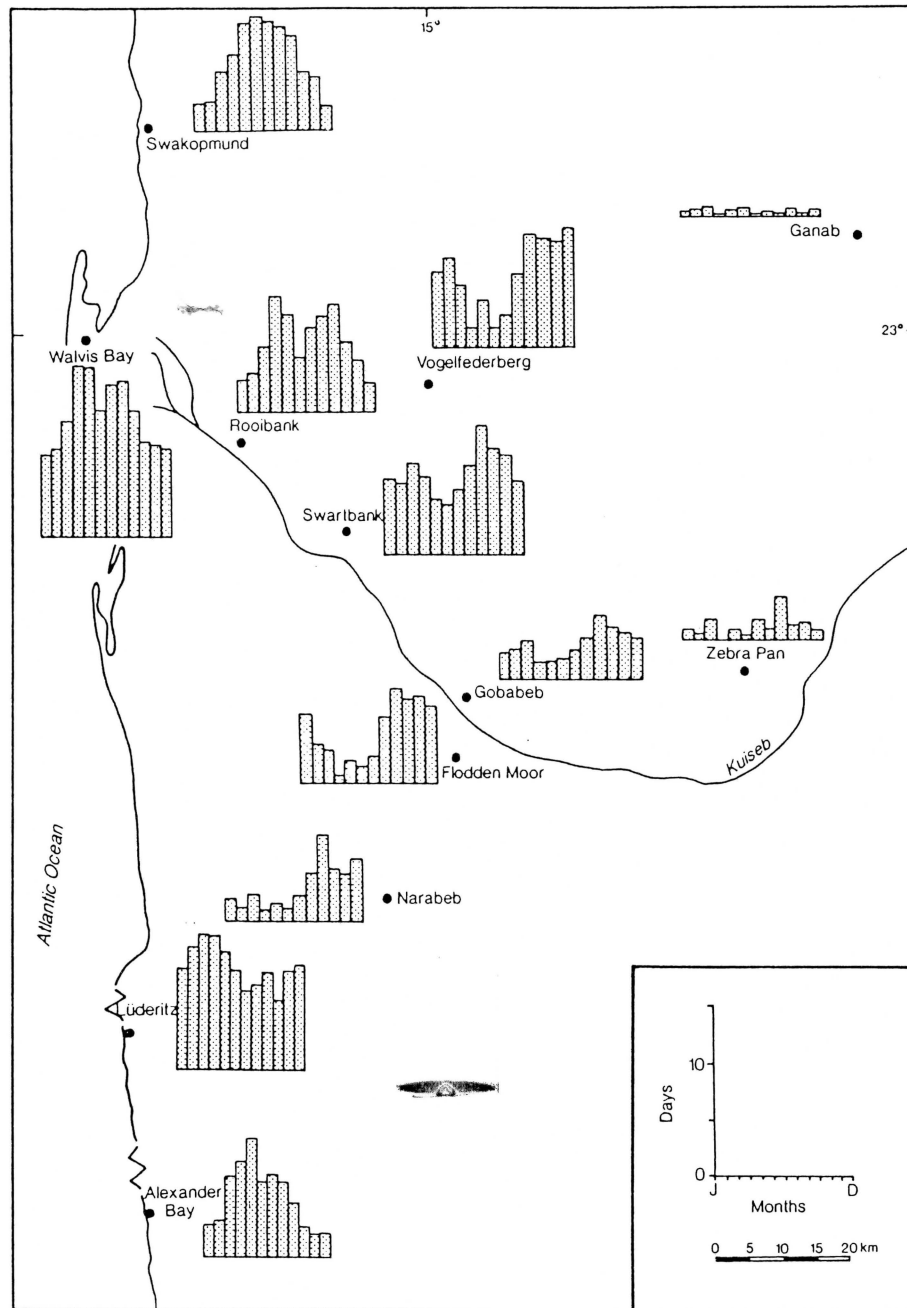 15°
Swakopmund
Ganab
23°
Walvis Bay
Vogelfederberg
Rooibank
Swartbank
Zebra Pan
Gobabeb
Kuiseb
Flodden Moor
Atlantic Ocean
Narabeb
Lüderitz
Alexander
Bay
10
Days
0
J
D
Months
0 5 10 15 20 km